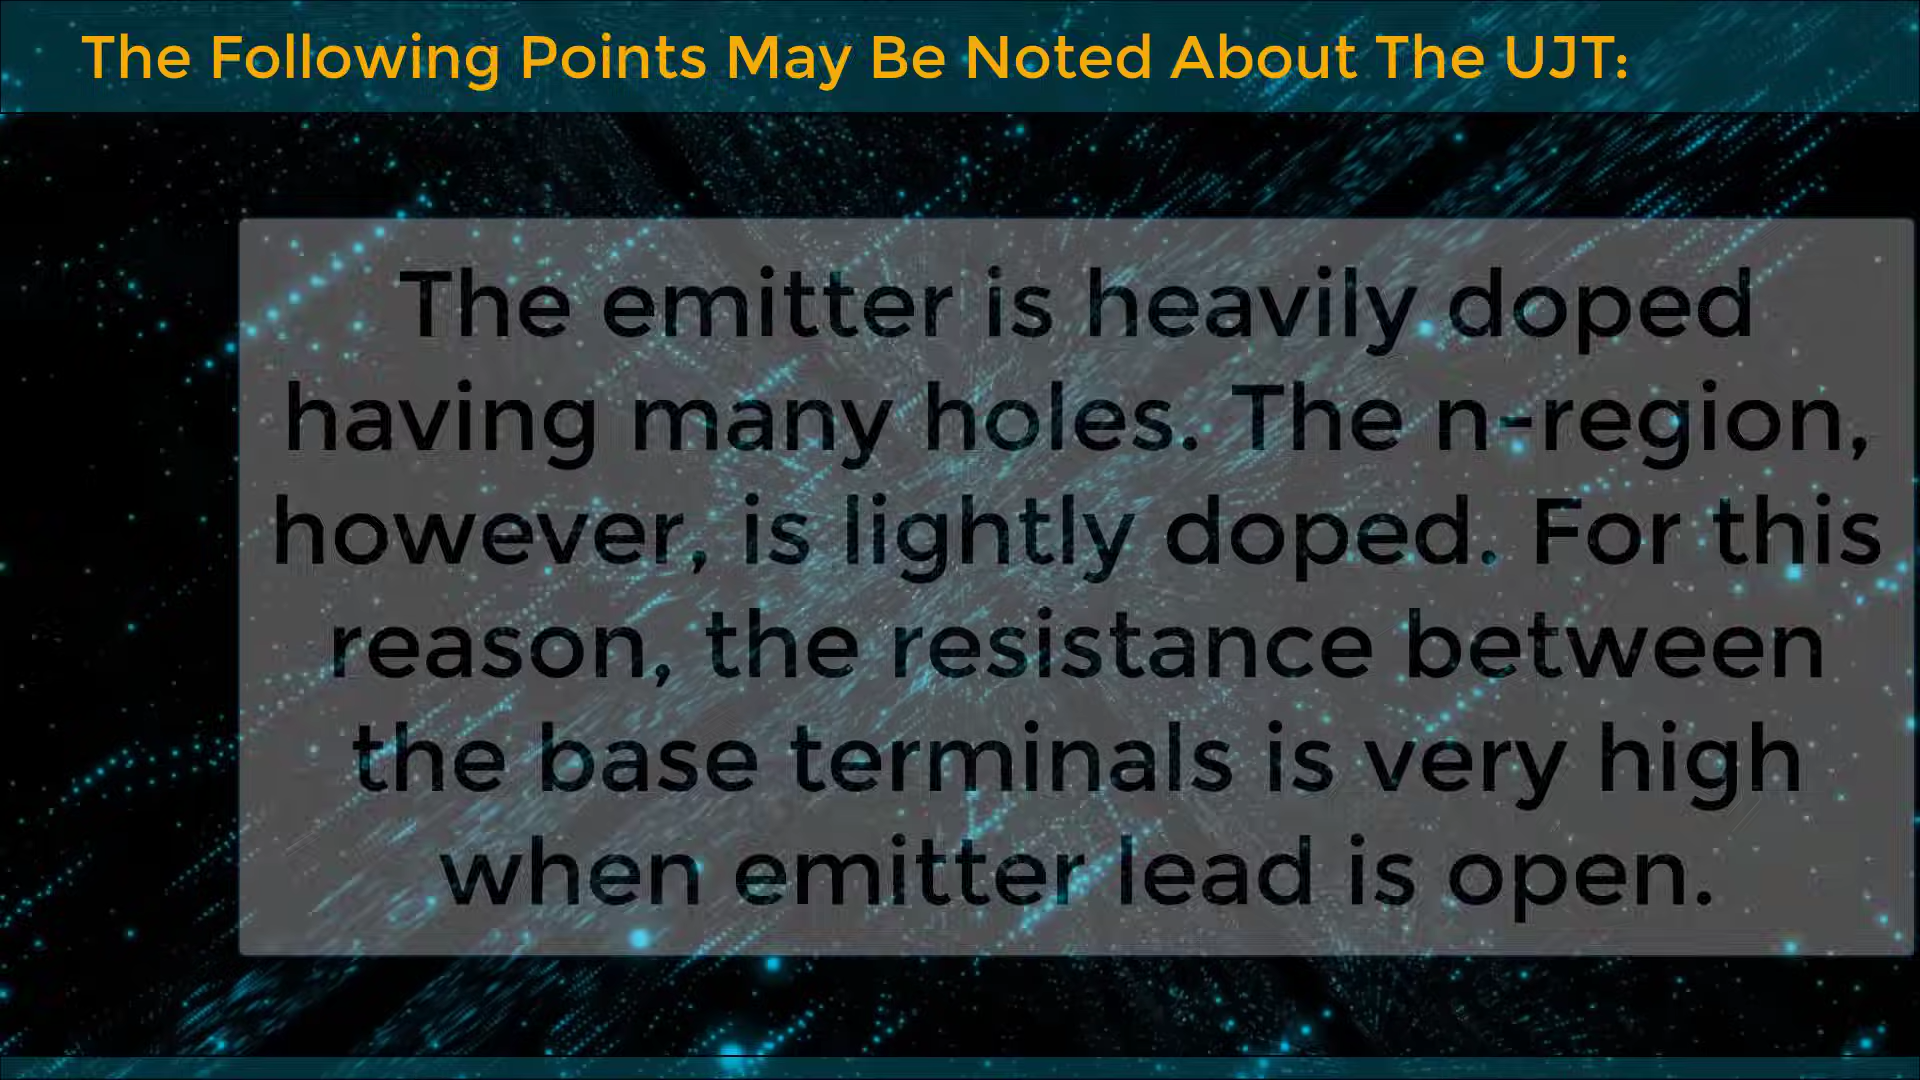 The Following Points May Be Noted About The UJT:
The emitter is heavily doped
having many holes. The n-region,
however, is lightly doped. For this
reason, the resistance between
the base terminals is very high
when emitter lead is open.